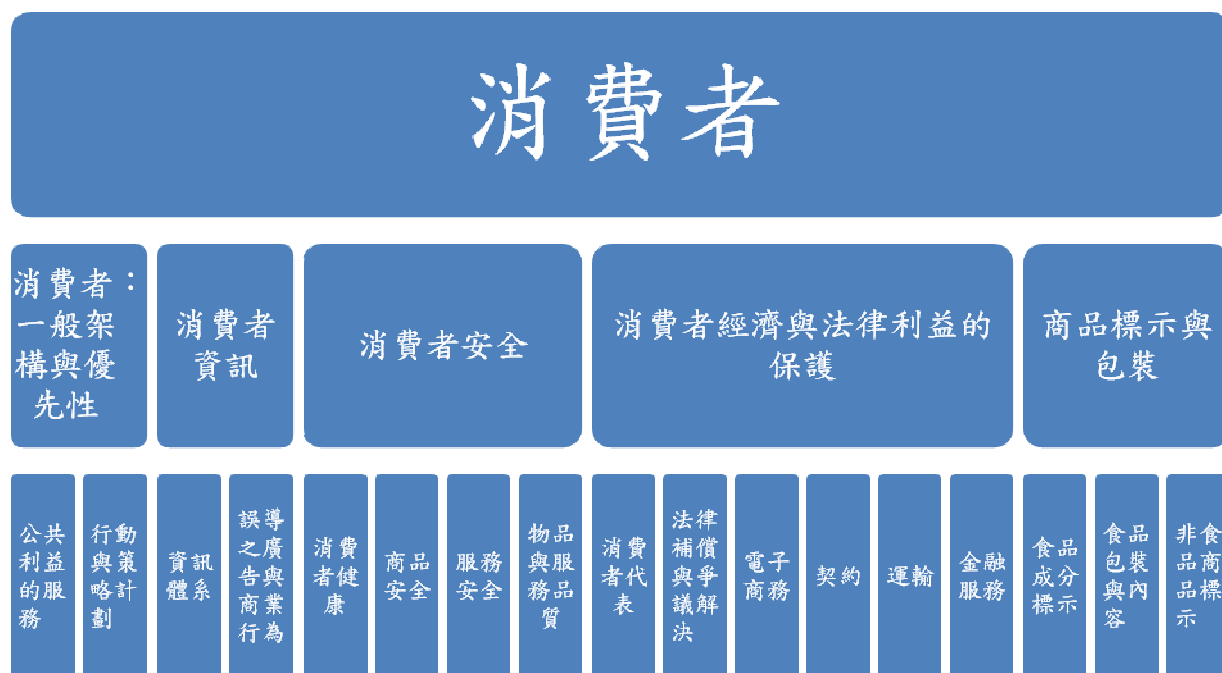 消費者
消費者：
一般架
構與優
先性
消費者
資訊
消費者安全
消費者經濟與法律利益的
保護
商品標示與
包裝
公共
利益
的服
務
行動
與策
略計
劃
資訊
體系
誤導
之廣
告與
商業
行為
消費
者健
康
商品
安全
服務
安全
物品
與服
務品
質
消費
者代
表
法律
補償
與爭
議解
決
電子
商務
契約
運輸
金融
服務
食品
成分
標示
食品
包裝
與內
容
非食
品商
品標
示